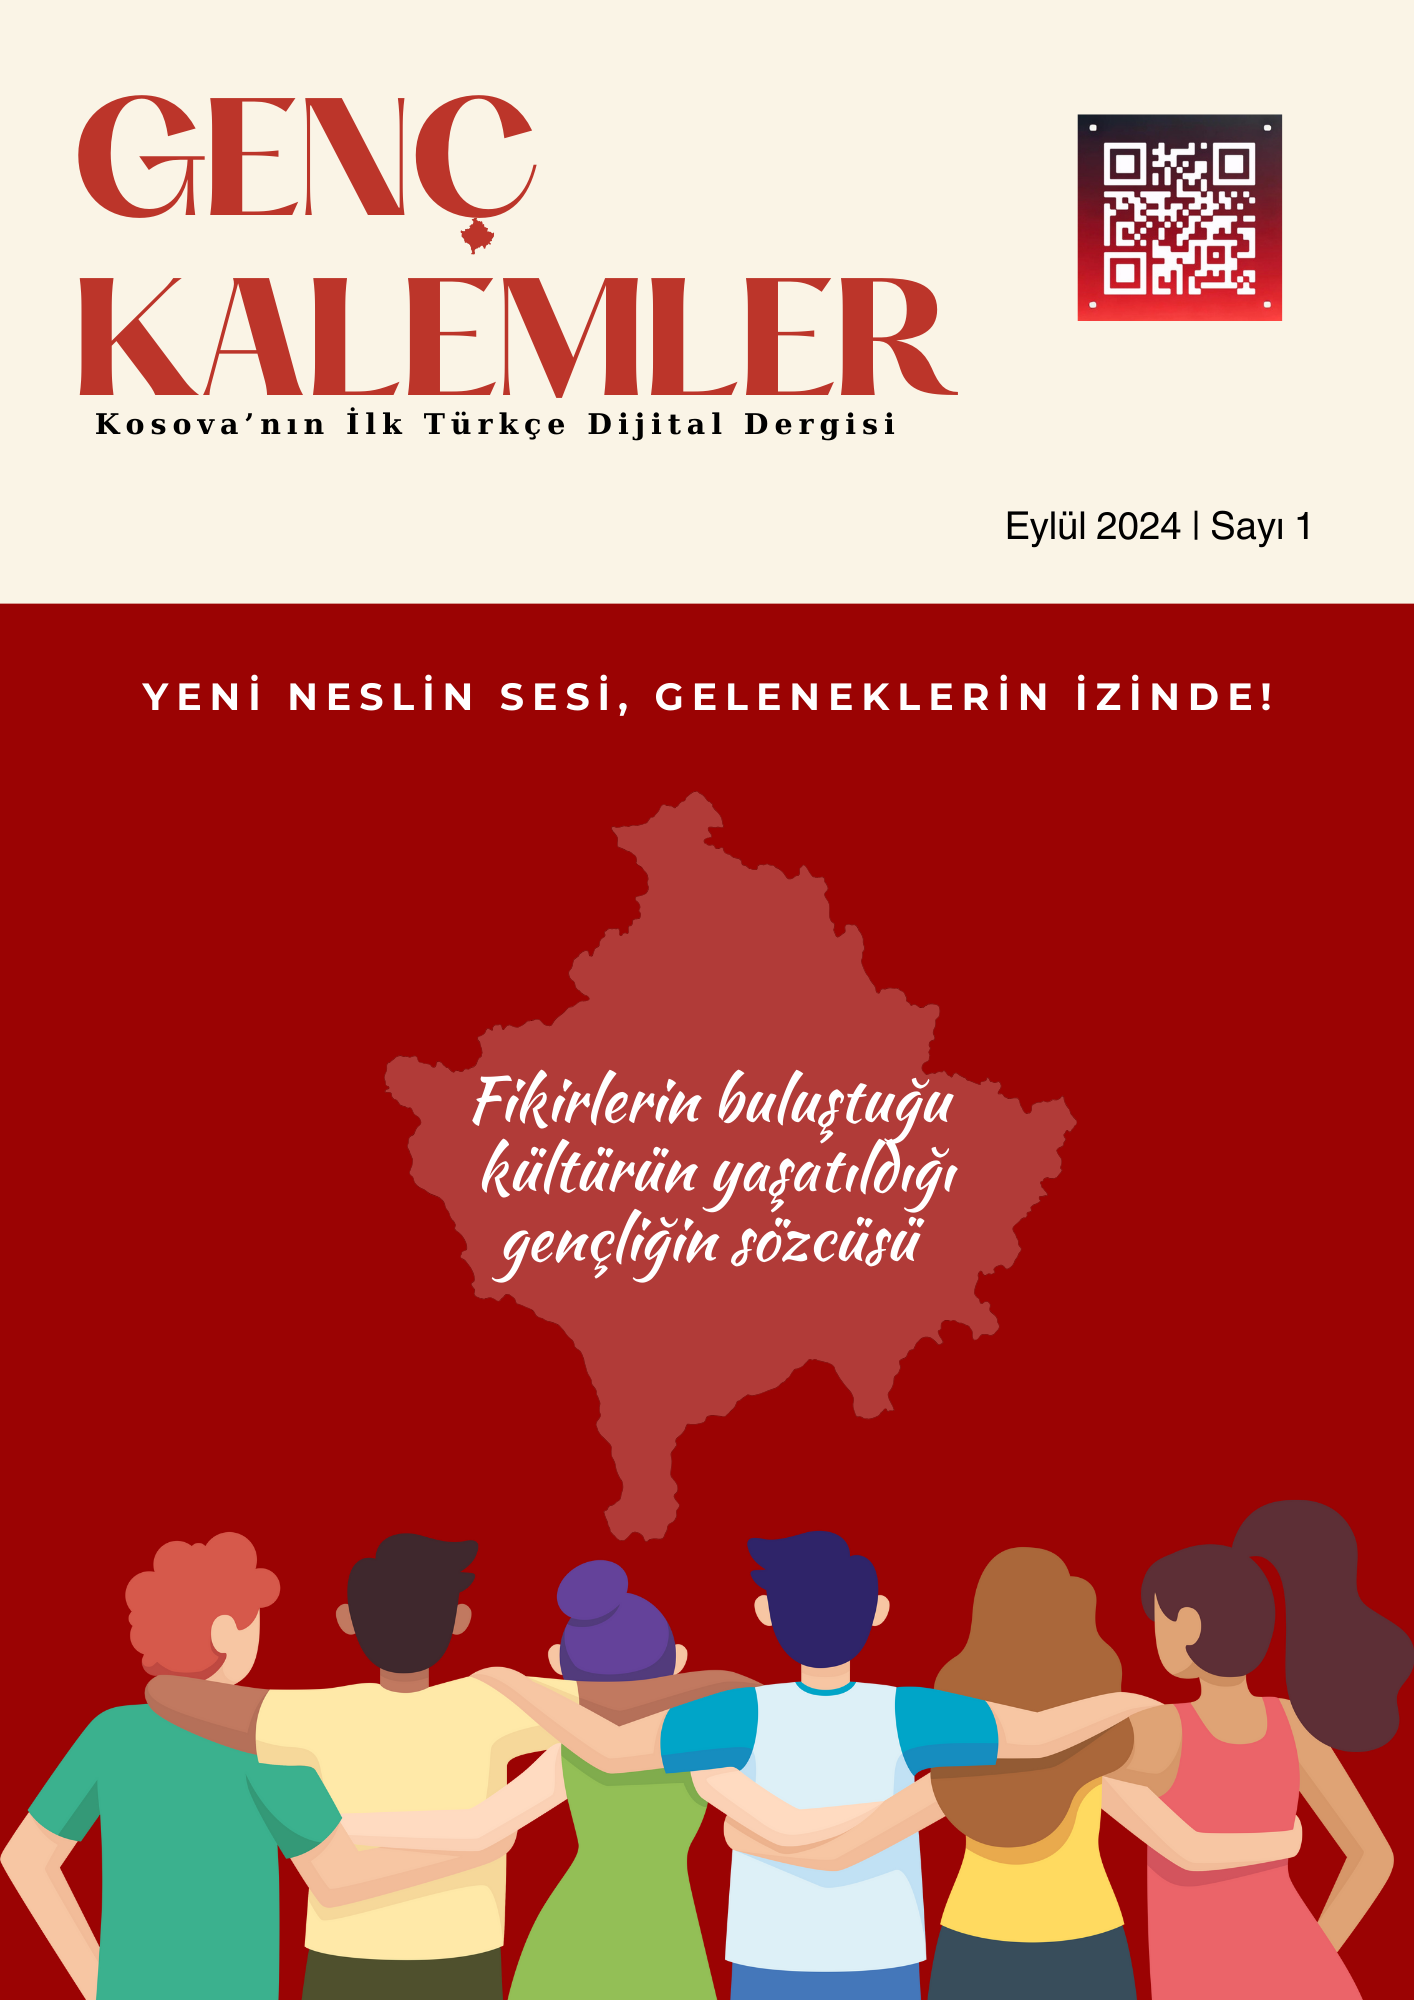 GENÇ
KALEMLER
Kosova’nın İlk Türkçe Dijital Dergisi
Eylül 2024 | Sayı 1
YENİ NESLİN SESİ, GELENEKLERİN İZİNDE!
Fikirlerin buluştuğu
kültürün yaşatıldığı
gençliğin sözcüsü